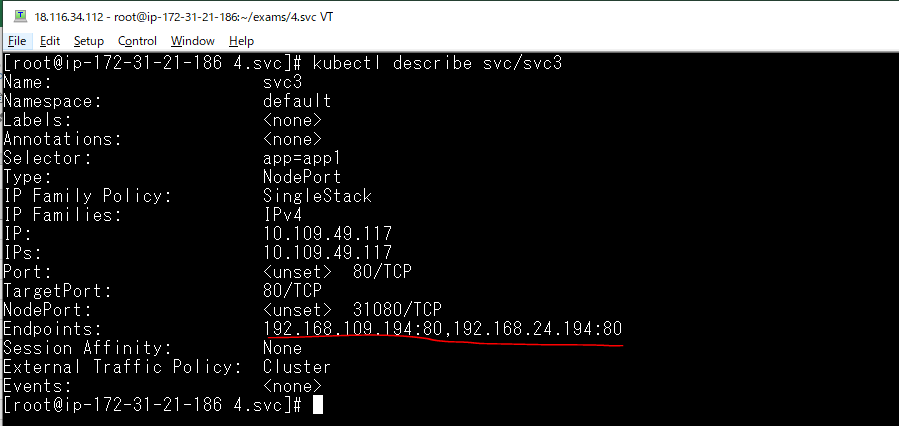 18.116.34.112 - root@ip-172-31-21-186:~/exams/4.svc VT
File Edit Setup Control Window Help
[root@ip-172-31-21-186 4.svc]# kubectl describe svc/svc3
Name: svc3
Namespace: default
Labels: <none>
Annotations: <none>
Selector: app=app1
Type: NodePort
IP Family Policy: SingleStack
IP Families: IPv4
IP: 10.109.49.117
IPs: 10.109.49.117
Port: <unset> 80/TCP
TargetPort: 80/TCP
NodePort: <unset> 31080/TCP
Endpoints: 192.168.109.194:80,192.168.24.194:80
Session Affinity: None
External Traffic Policy: Cluster
Events: <none>
[root@ip-172-31-21-186 4.svc]#